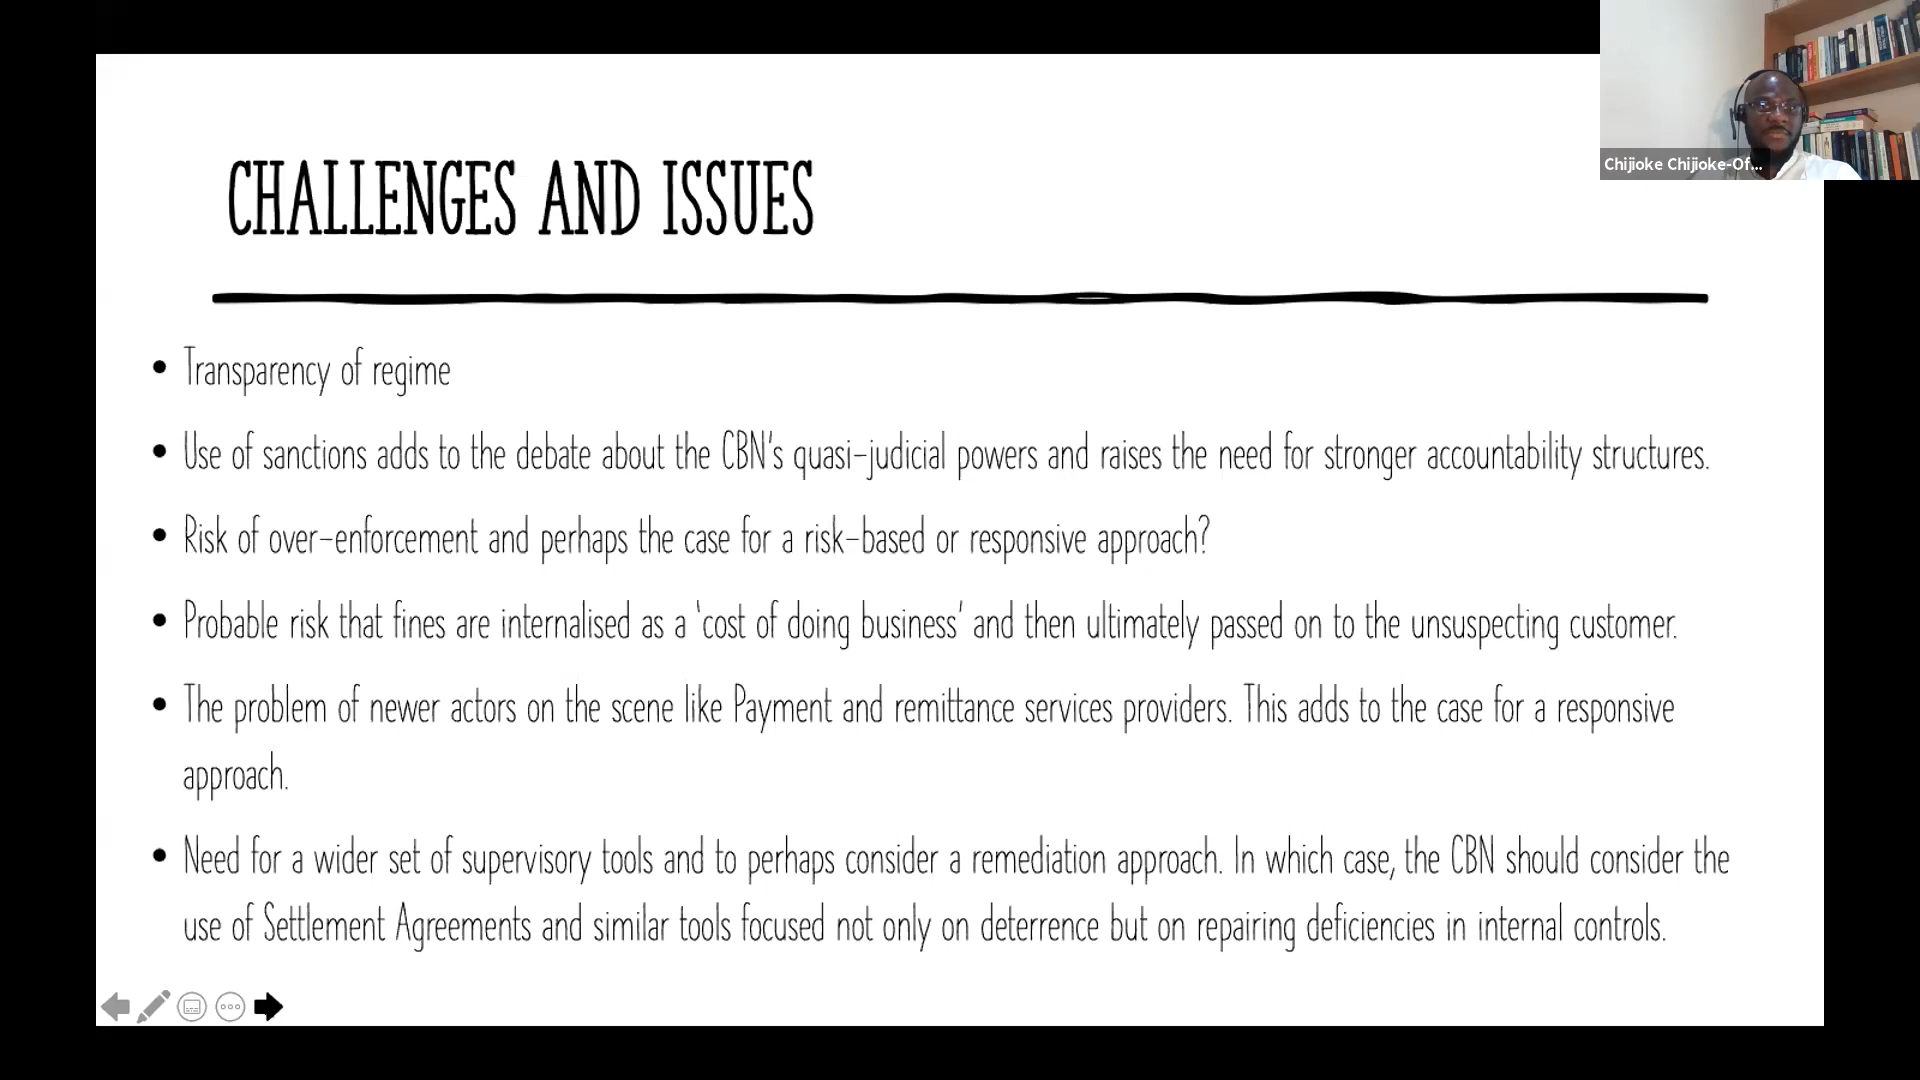 Chijioke Chijioke-Of...
CHALLENGES AND ISSUES
• Transparency of regime
• Use of sanctions adds to the debate about the CBN's quasi-judicial powers and raises the need for stronger accountability structures.
• Risk of over-enforcement and perhaps the case for a risk-based or responsive approach?
• Probable risk that fines are internalised as a 'cost of doing business' and then ultimately passed on to the unsuspecting customer.
• The problem of newer actors on the scene like Payment and remittance services providers. This adds to the case for a responsive
approach.
• Need for a wider set of supervisory tools and to perhaps consider a remediation approach. In which case, the CBN should consider the
use of Settlement Agreements and similar tools focused not only on deterrence but on repairing deficiencies in internal controls.